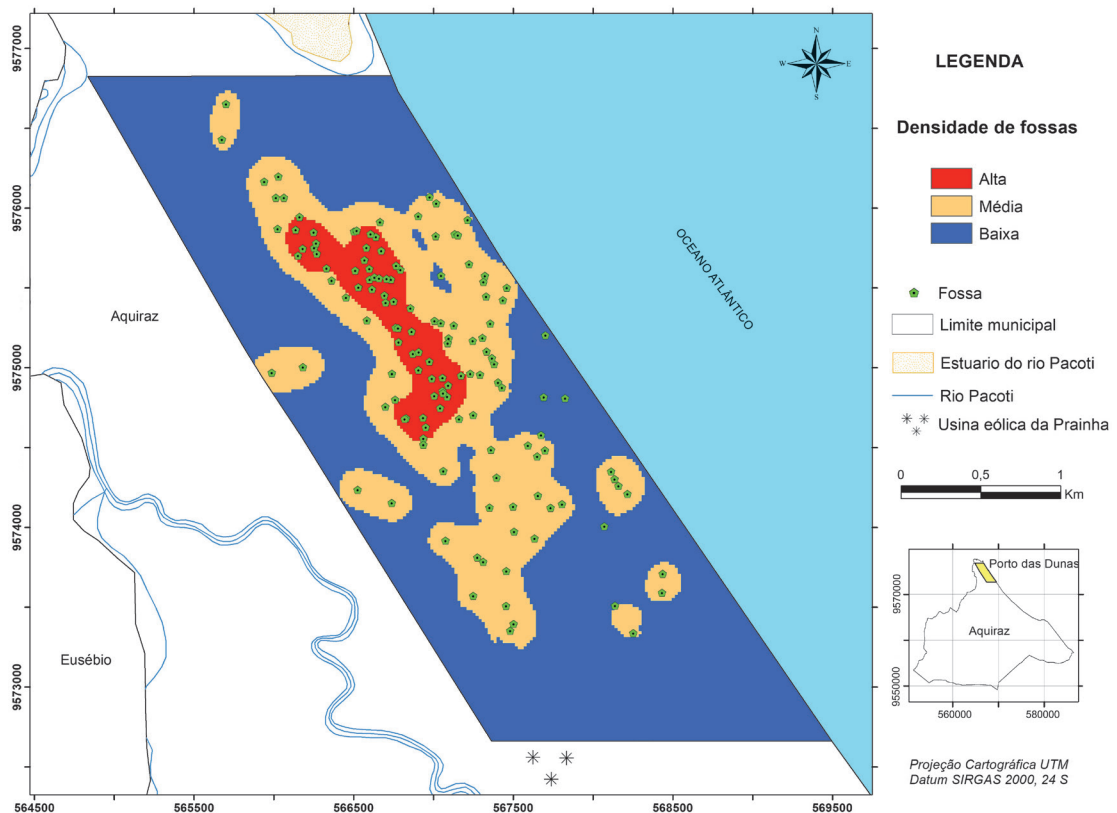 9577000
9576000
9575000
9574000
9573000
564500
565500
566500
567500
568500
569500
Aquiraz
Eusébio
OCEANO ATLÂNTICO
N
W
E
S
LEGENDA
Densidade de fossas
Alta
Média
Baixa
Fossa
Limite municipal
Estuario do rio Pacoti
Rio Pacoti
Usina eólica da Prainha
0 0,5 1
Km
Porto das Dunas
Aquiraz
9570000
9550000
560000 580000
Projeção Cartográfica UTM
Datum SIRGAS 2000, 24 S